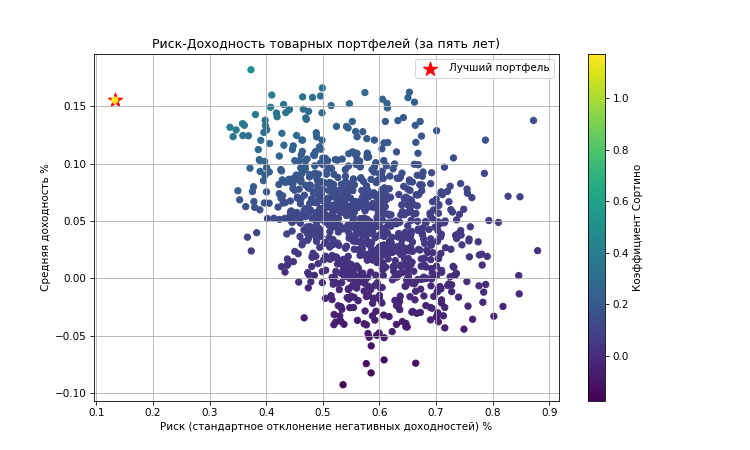 Риск-Доходность товарных портфелей (за пять лет)
Лучший портфель
Средняя доходность %
0.15
0.10
0.05
0.00
−0.05
−0.10
0.1 0.2 0.3 0.4 0.5 0.6 0.7 0.8 0.9
Риск (стандартное отклонение негативных доходностей) %
1.0
0.8
0.6
0.4
0.2
0.0
Коэффициент Сортино